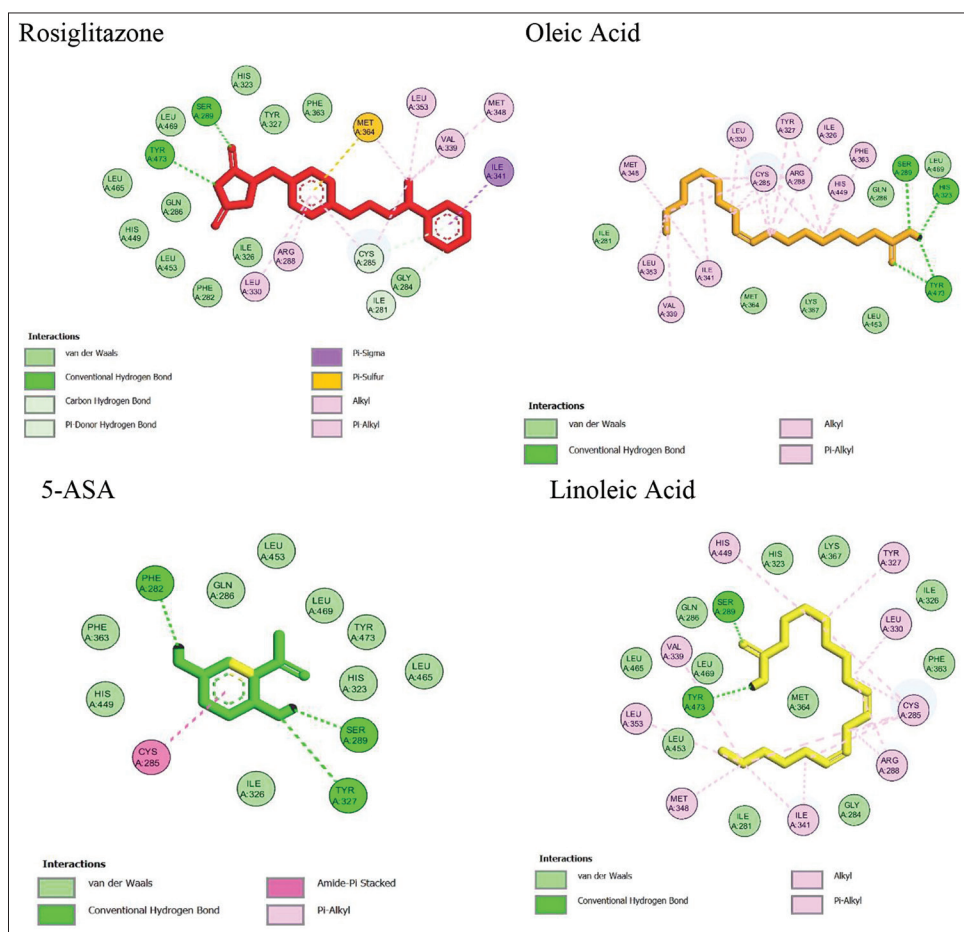 Rosiglitazone
HIS
A:323
SER
A:289
PHE
A:363
LEU
A:469
TYR
A:327
TYR
A:473
MET
A:364
LEU
A:353
MET
A:348
VAL
A:339
ILE
A:341
LEU
A:465
GLN
A:286
HIS
A:449
LEU
A:453
ILE
A:326
ARG
A:288
CYS
A:285
GLY
A:284
PHE
A:282
LEU
A:330
ILE
A:281
Interactions
van der Waals
Conventional Hydrogen Bond
Carbon Hydrogen Bond
Pi-Donor Hydrogen Bond
Pi-Sigma
Pi-Sulfur
Alkyl
Pi-Alkyl
Oleic Acid
LEU
A:330
TYR
A:327
ILE
A:326
PHE
A:363
MET
A:348
CYS
A:285
ARG
A:288
HIS
A:449
SER
A:289
LEU
A:469
GLN
A:286
HIS
A:323
ILE
A:281
LEU
A:353
ILE
A:341
VAL
A:339
MET
A:364
LYS
A:367
LEU
A:453
TYR
A:473
Interactions
van der Waals
Conventional Hydrogen Bond
Alkyl
Pi-Alkyl
5-ASA
LEU
A:453
PHE
A:282
GLN
A:286
LEU
A:469
PHE
A:363
TYR
A:473
HIS
A:323
LEU
A:465
HIS
A:449
SER
A:289
CYS
A:285
ILE
A:326
TYR
A:327
Interactions
van der Waals
Conventional Hydrogen Bond
Amide-Pi Stacked
Pi-Alkyl
Linoleic Acid
HIS
A:449
HIS
A:323
LYS
A:367
TYR
A:327
GLN
A:286
SER
A:289
ILE
A:326
LEU
A:330
VAL
A:339
LEU
A:465
LEU
A:469
PHE
A:363
TYR
A:473
MET
A:364
CYS
A:285
LEU
A:353
LEU
A:453
ARG
A:288
MET
A:348
ILE
A:281
ILE
A:341
GLY
A:284
Interactions
van der Waals
Conventional Hydrogen Bond
Alkyl
Pi-Alkyl